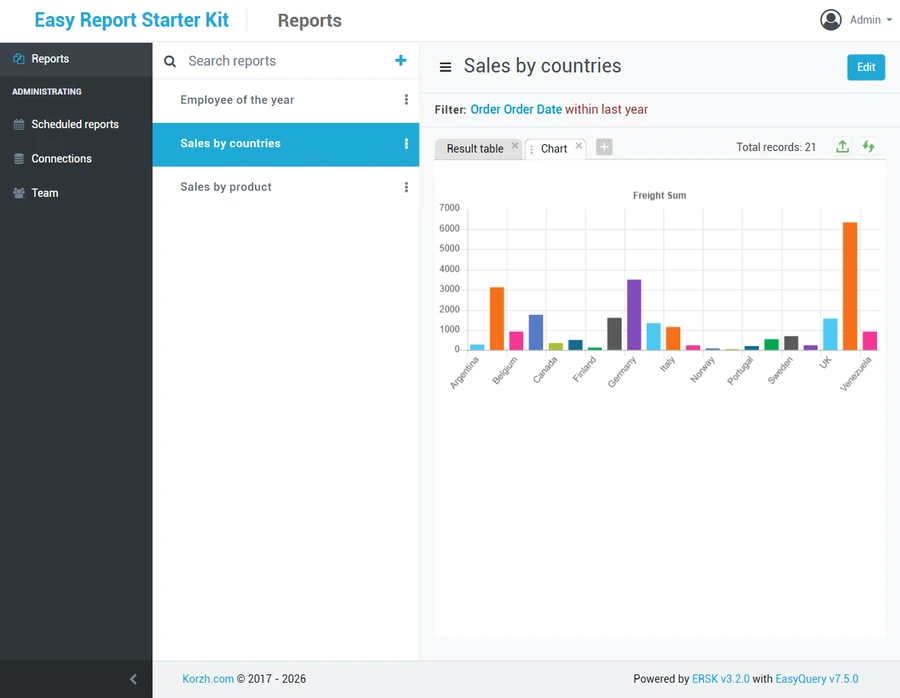 Easy Report Starter Kit
Reports
Admin
Reports
ADMINISTRATING
Scheduled reports
Connections
Team
Search reports
Employee of the year
Sales by countries
Sales by product
Sales by countries
Edit
Filter: Order Order Date within last year
Result table
Chart
Total records: 21
Freight Sum
7000
6000
5000
4000
3000
2000
1000
0
Argentina
Belgium
Canada
Finland
Germany
Italy
Norway
Portugal
Sweden
UK
Venezuela
Korzh.com © 2017 - 2026
Powered by ERSK v3.2.0 with EasyQuery v7.5.0